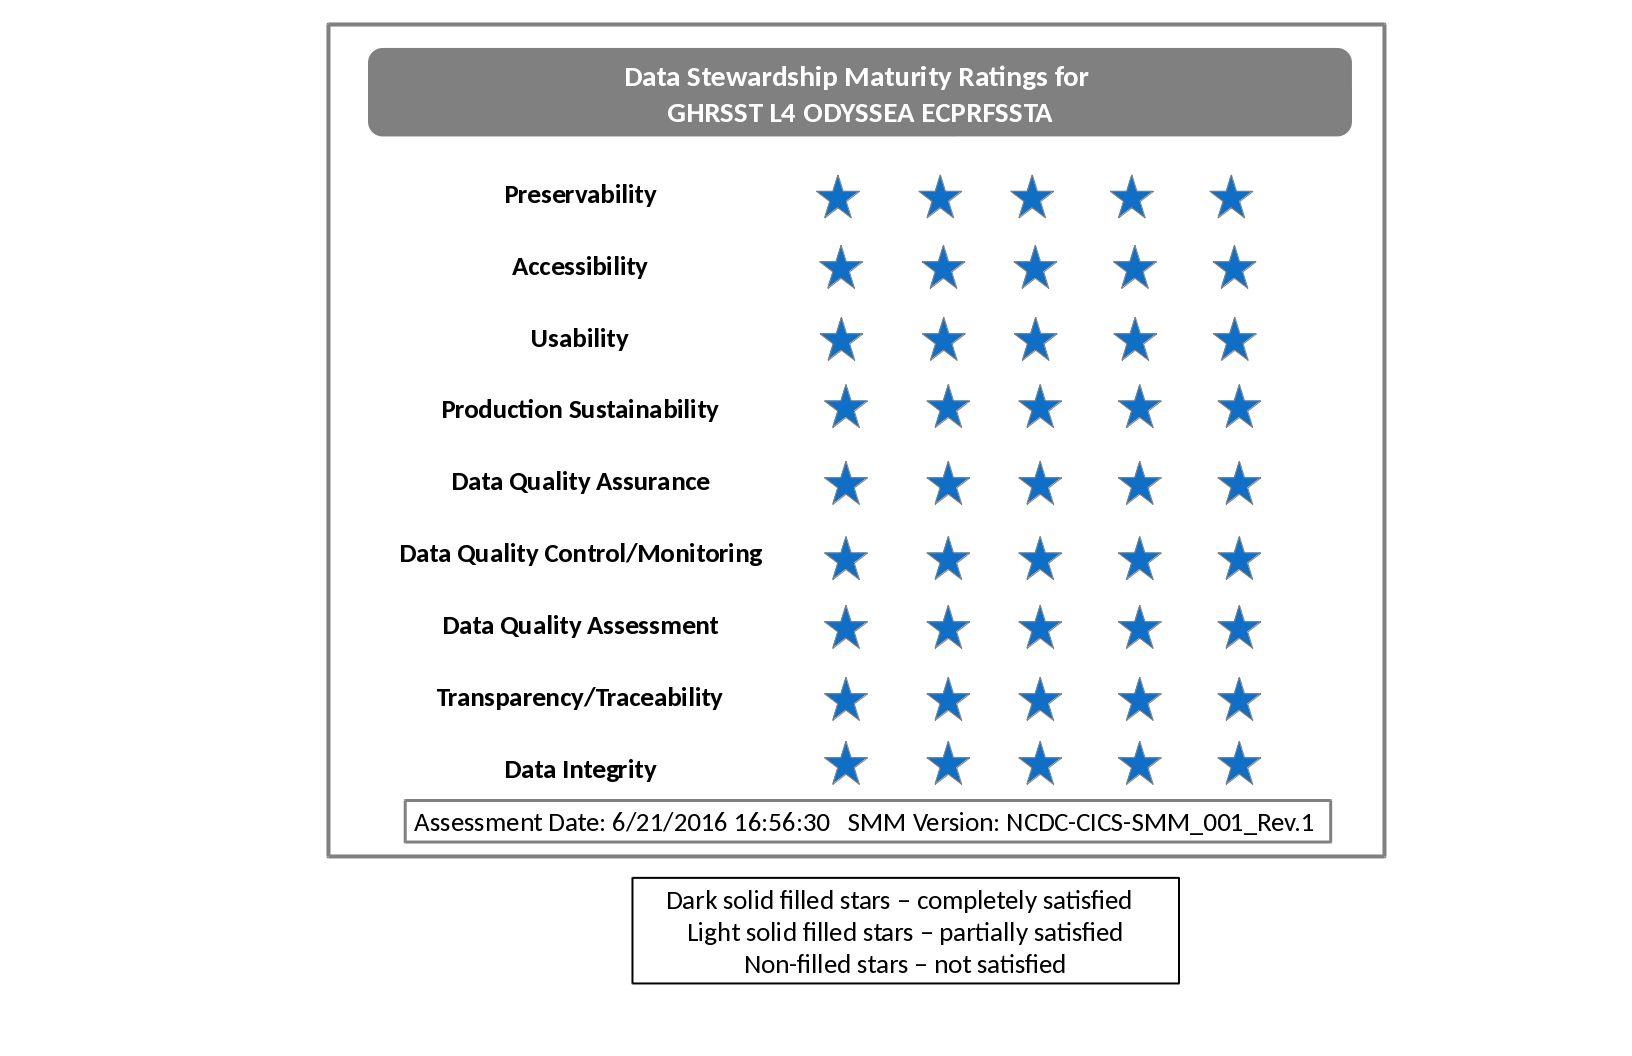 Data Stewardship Maturity Ratings for
GHRSST L4 ODYSSEA ECPRFSSTA
Preservability
Accessibility
Usability
Production Sustainability
Data Quality Assurance
Data Quality Control/Monitoring
Data Quality Assessment
Transparency/Traceability
Data Integrity
Assessment Date: 6/21/2016 16:56:30 SMM Version: NCDC-CICS-SMM_001_Rev.1
Dark solid filled stars – completely satisfied
Light solid filled stars – partially satisfied
Non-filled stars – not satisfied